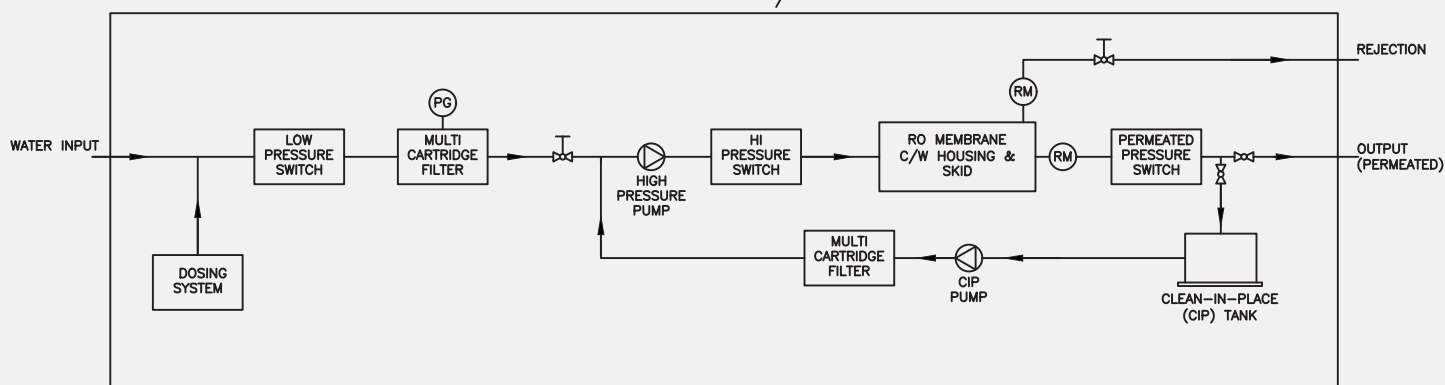 REJECTION
PG
RM
WATER INPUT
LOW
PRESSURE
SWITCH
MULTI
CARTRIDGE
FILTER
HIGH
PRESSURE
PUMP
HI
PRESSURE
SWITCH
RO MEMBRANE
C/W HOUSING &
SKID
RM
PERMEATED
PRESSURE
SWITCH
OUTPUT
(PERMEATED)
DOSING
SYSTEM
MULTI
CARTRIDGE
FILTER
CIP
PUMP
CLEAN-IN-PLACE
(CIP) TANK